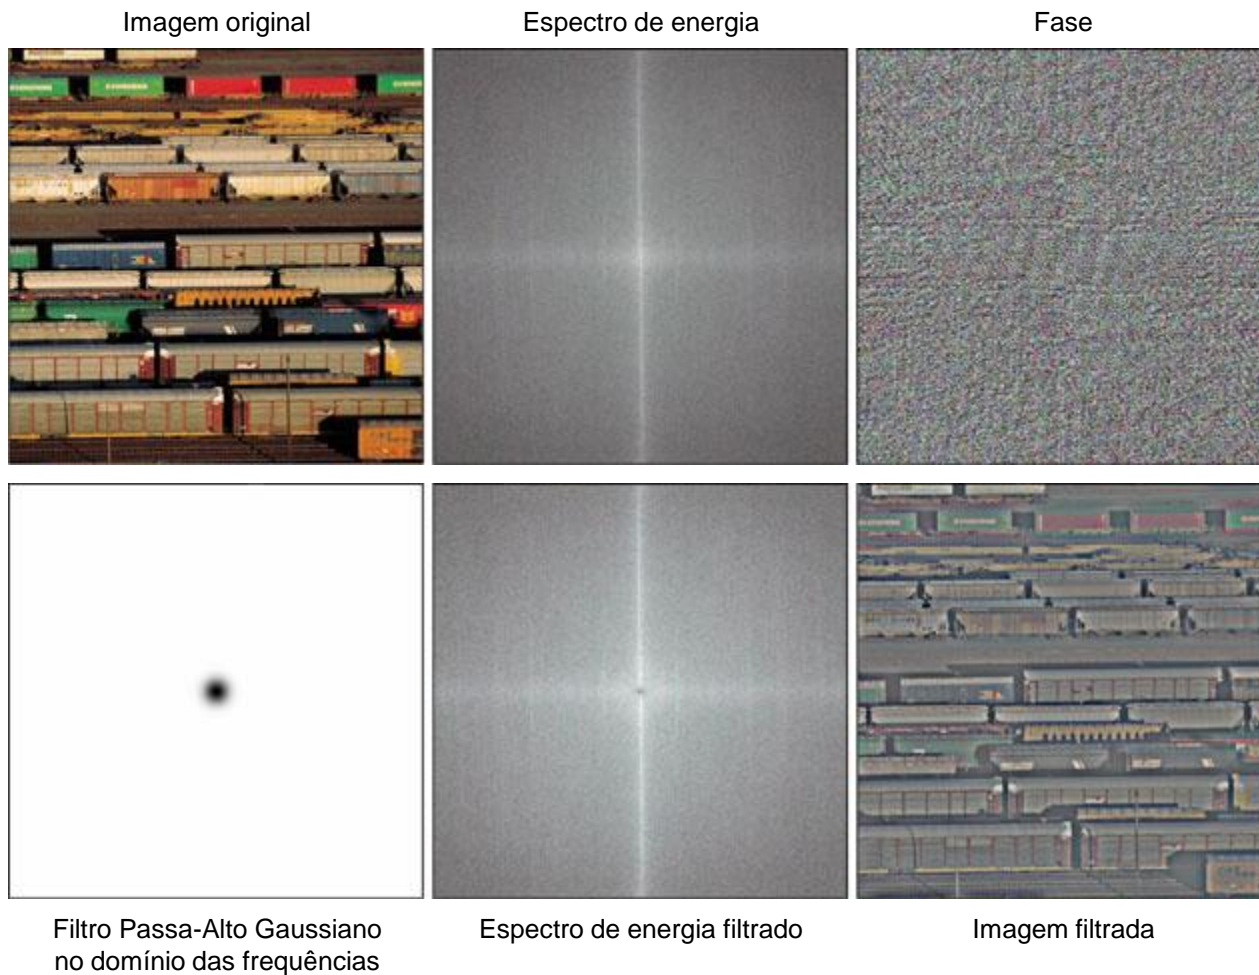 Imagem original
Espectro de energia
Fase
Filtro Passa-Alto Gaussiano
no domínio das frequências
Espectro de energia filtrado
Imagem filtrada